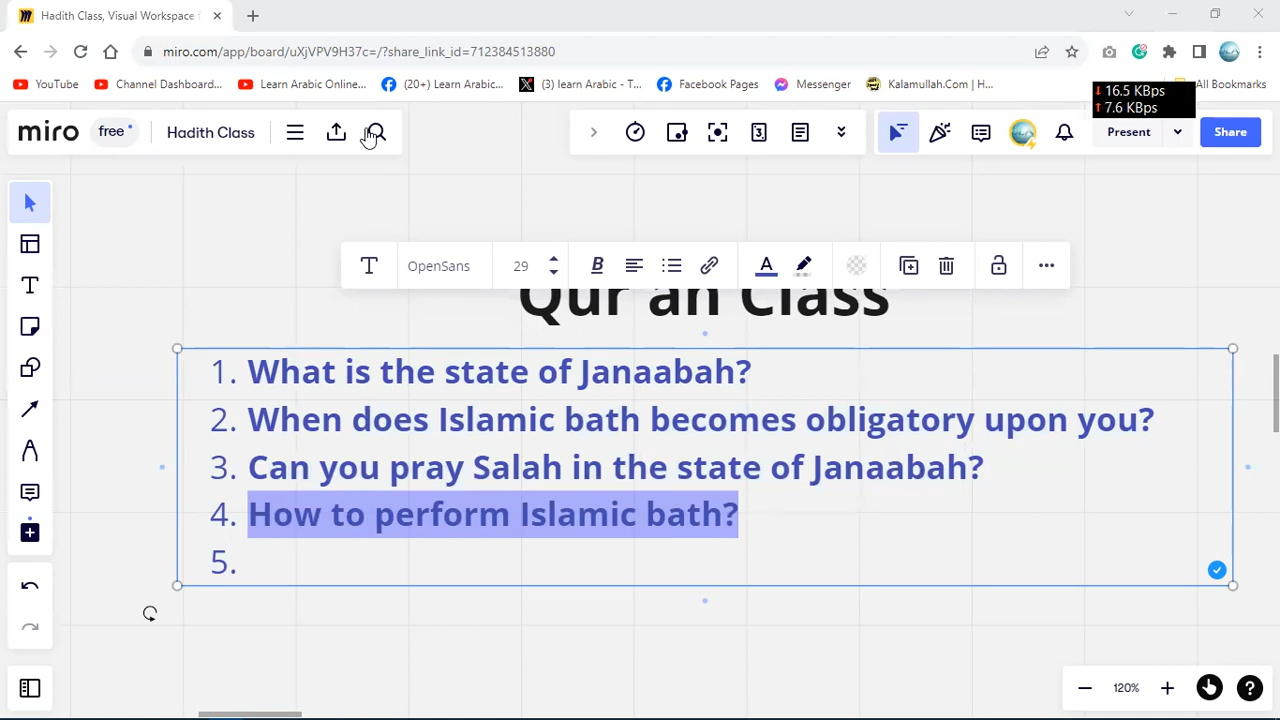 Hadith Class, Visual Workspace f
miro.com/app/board/uXjVPV9H37c=/?share_link_id=712384513880
YouTube
Channel Dashboard...
Learn Arabic Online...
(20+) Learn Arabic...
(3) learn Arabic - T...
Facebook Pages
Messenger
Kalamullah.Com | H...
All Bookmarks
16.5 KBps
7.6 KBps
miro
free
Hadith Class
3
Present
Share
T
OpenSans
29
B
A
Qur'an Class
1. What is the state of Janaabah?
2. When does Islamic bath becomes obligatory upon you?
3. Can you pray Salah in the state of Janaabah?
4. How to perform Islamic bath?
5.
120%
?